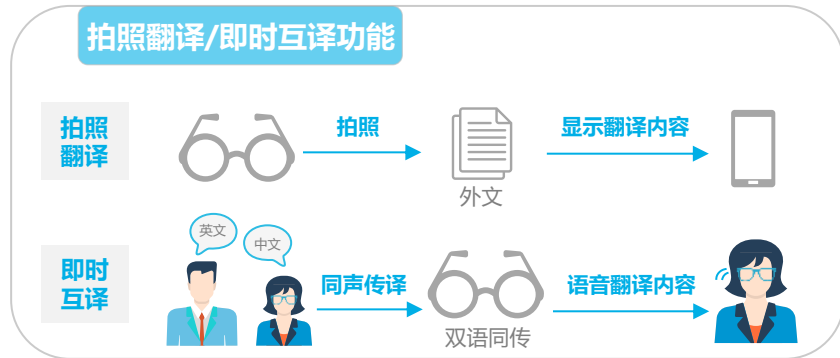 拍照翻译/即时互译功能
拍照
翻译
拍照
显示翻译内容
外文
英文
中文
即时
互译
同声传译
语音翻译内容
双语同传